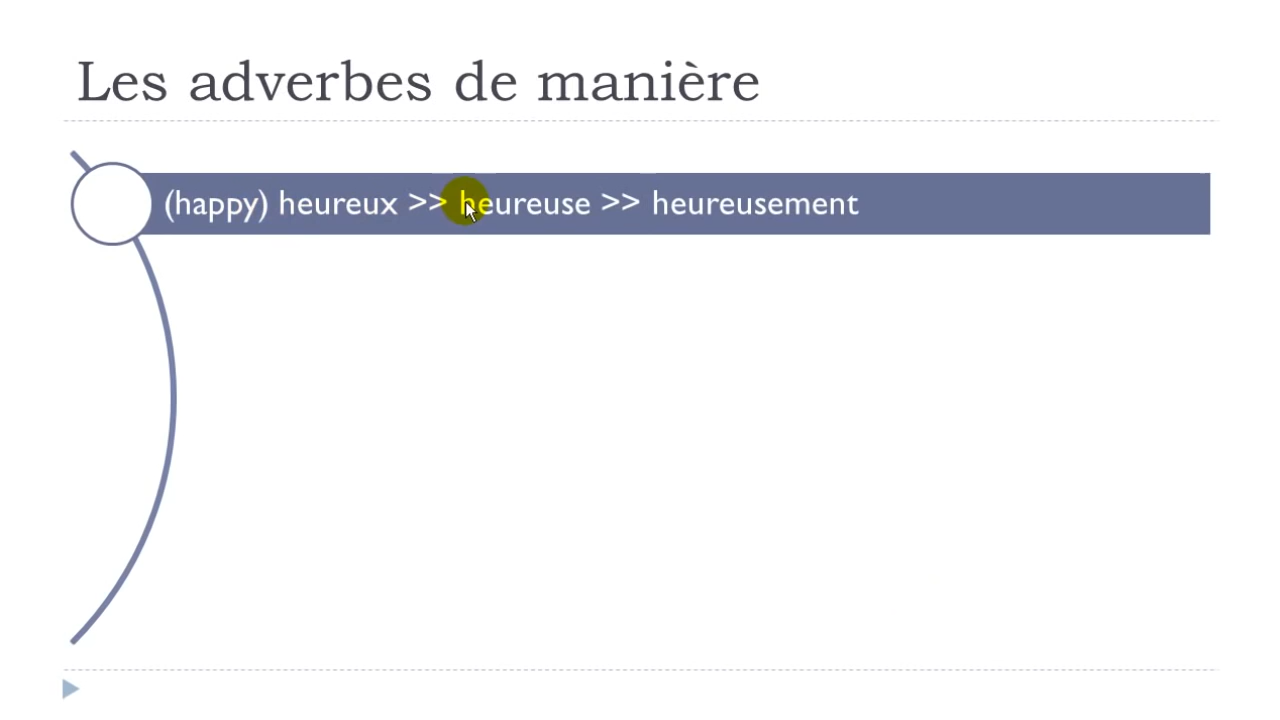 Les adverbes de manière
(happy) heureux >> heureuse >> heureusement